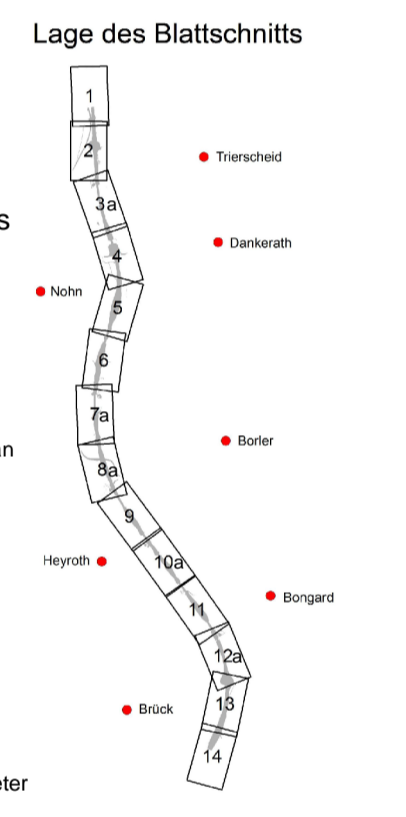 Lage des Blattschnitts
1
2
Trierscheid
3a
s
Dankerath
4
Nohn
5
6
7a
Borler
n
8a
9
Heyroth
10a
Bongard
11
12a
13
Brück
14
eter